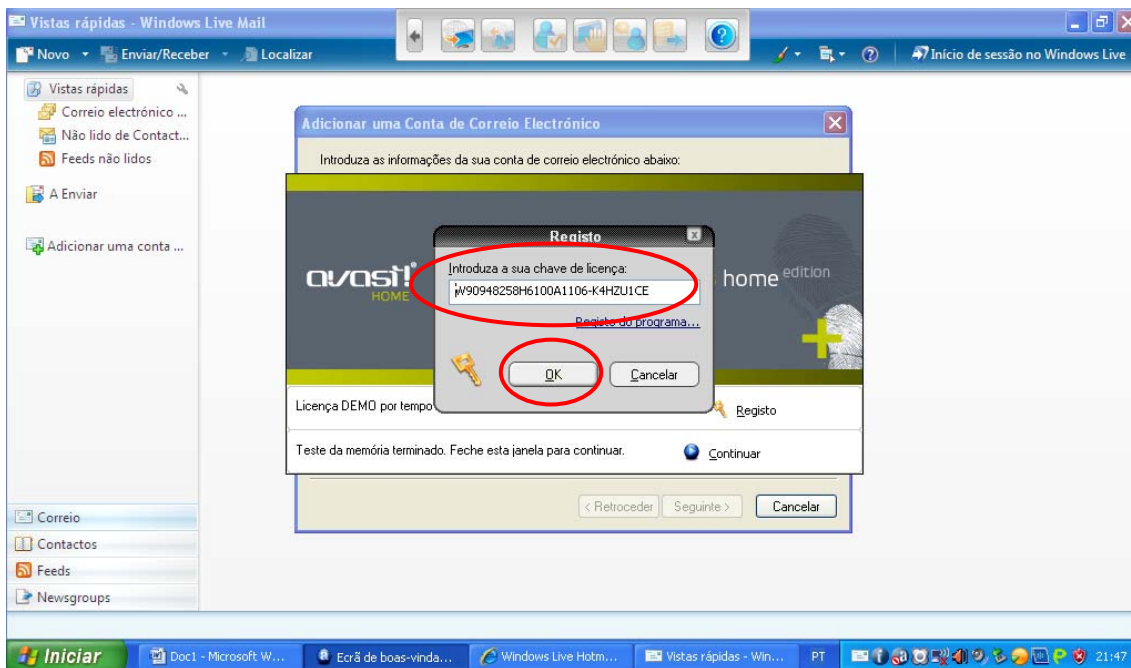 Vistas rápidas - Windows Live Mail
Novo
Enviar/Receber
Localizar
Início de sessão no Windows Live
Vistas rápidas
Correio electrónico ...
Não lido de Contact...
Feeds não lidos
A Enviar
Adicionar uma conta ...
Adicionar uma Conta de Correio Electrónico
Introduza as informações da sua conta de correio electrónico abaixo:
Registo
avast!
HOME
home edition
Introduza a sua chave de licença:
W90948258H6100A1106-K4HZU1CE
Registo do programa...
OK
Cancelar
Licença DEMO por tempo
Registo
Teste da memória terminado. Feche esta janela para continuar.
Continuar
< Retroceder
Seguinte >
Cancelar
Correio
Contactos
Feeds
Newsgroups
Iniciar
Doc1 - Microsoft W...
Ecrã de boas-vinda...
Windows Live Hotm...
Vistas rápidas - Win...
PT
21:47